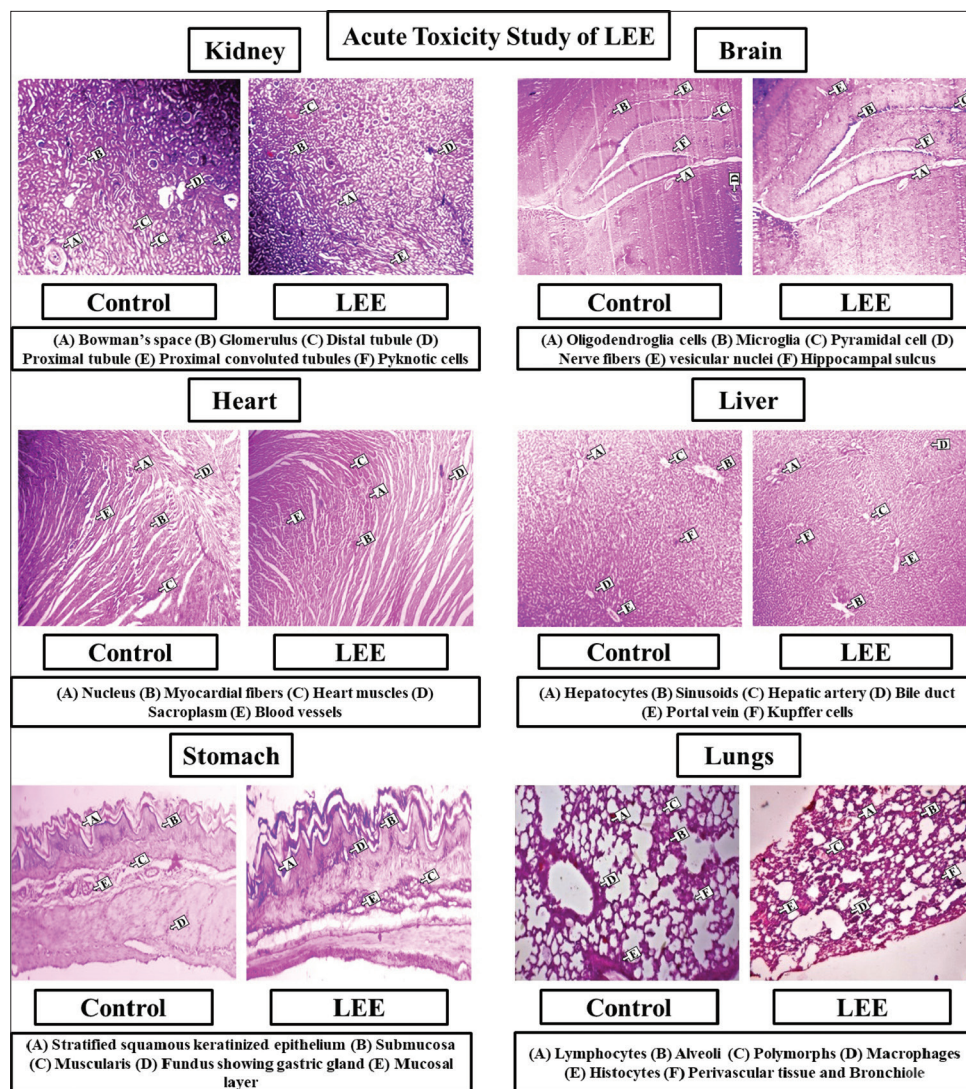 Acute Toxicity Study of LEE
Kidney
B
C
D
A
C
C
E
C
B
D
A
E
Control
LEE
(A) Bowman's space (B) Glomerulus (C) Distal tubule (D)
Proximal tubule (E) Proximal convoluted tubules (F) Pyknotic cells
Brain
B
F
C
F
A
D
E
B
C
F
A
Control
LEE
(A) Oligodendroglia cells (B) Microglia (C) Pyramidal cell (D)
Nerve fibers (E) vesicular nuclei (F) Hippocampal sulcus
Heart
A
D
E
B
C
C
D
A
E
B
Control
LEE
(A) Nucleus (B) Myocardial fibers (C) Heart muscles (D)
Sacroplasm (E) Blood vessels
Liver
A
C
B
F
D
E
D
A
C
F
E
B
Control
LEE
(A) Hepatocytes (B) Sinusoids (C) Hepatic artery (D) Bile duct
(E) Portal vein (F) Kupffer cells
Stomach
A
B
C
E
D
B
D
A
C
E
Control
LEE
(A) Stratified squamous keratinized epithelium (B) Submucosa
(C) Muscularis (D) Fundus showing gastric gland (E) Mucosal
layer
Lungs
C
A
B
D
F
E
A
B
C
F
E
D
Control
LEE
(A) Lymphocytes (B) Alveoli (C) Polymorphs (D) Macrophages
(E) Histocytes (F) Perivascular tissue and Bronchiole